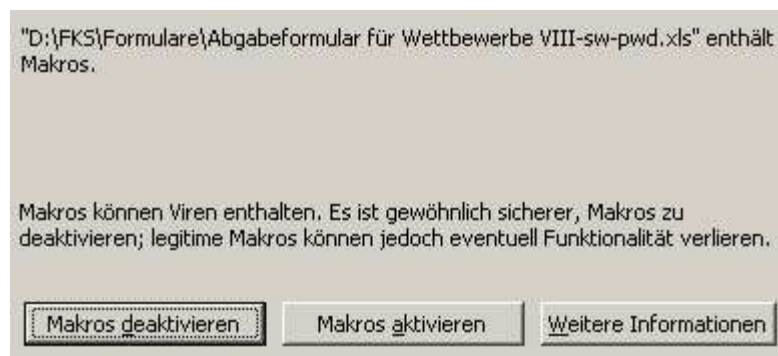 "D:\FKS\Formulare\Abgabeformular für Wettbewerbe VIII-sw-pwd.xls" enthält
Makros.
Makros können Viren enthalten. Es ist gewöhnlich sicherer, Makros zu
deaktivieren; legitime Makros können jedoch eventuell Funktionalität verlieren.
Makros deaktivieren Makros aktivieren Weitere Informationen